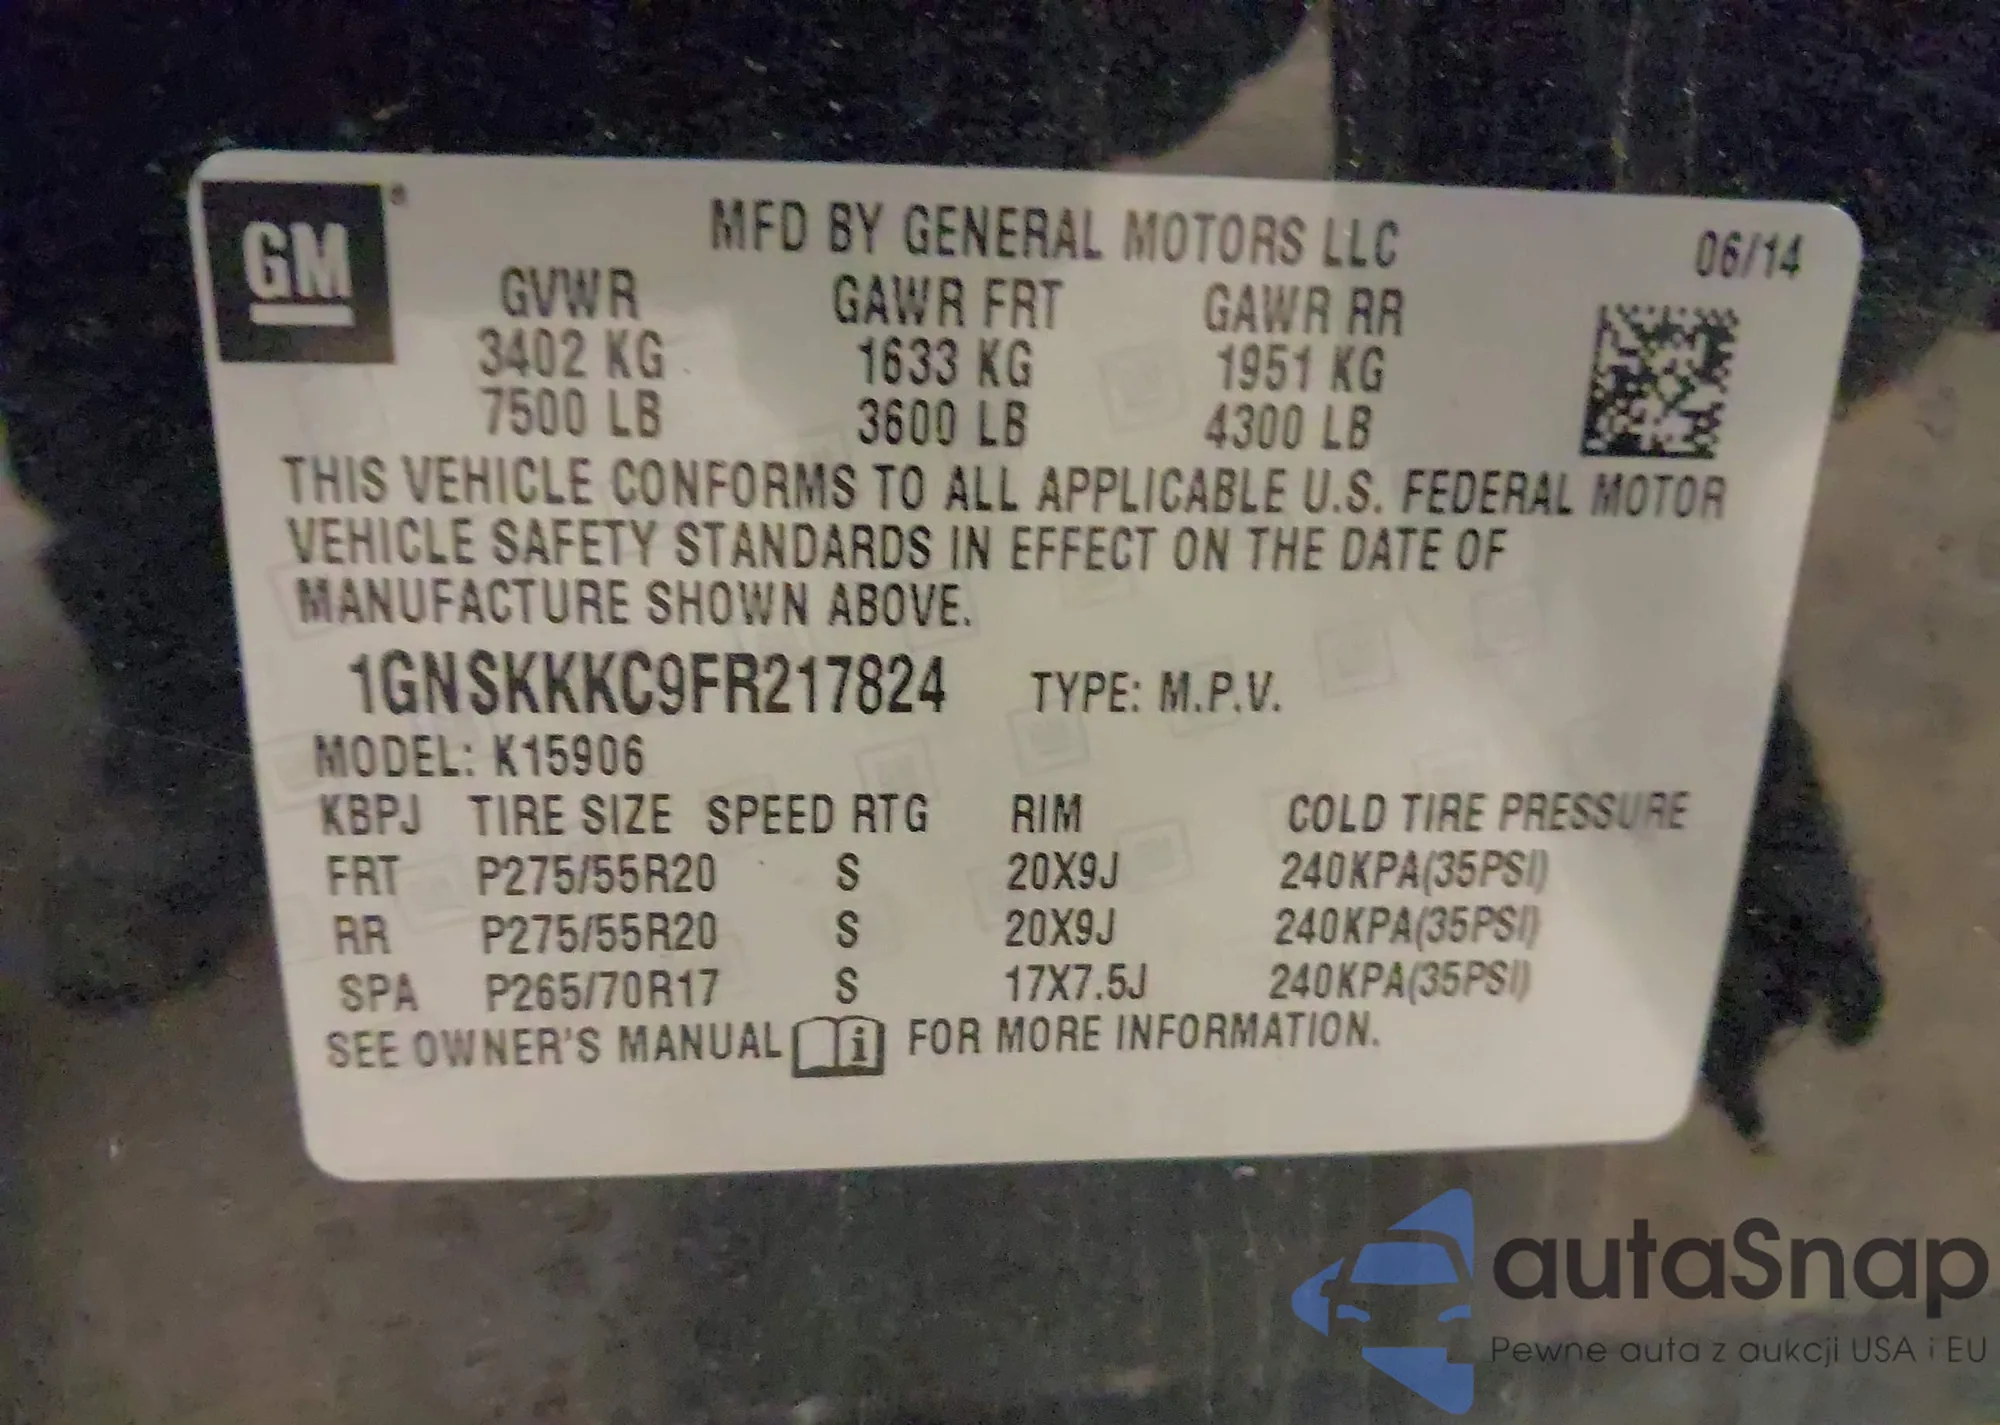 GM ®
MFD BY GENERAL MOTORS LLC 06/14
GVWR GAWR FRT GAWR RR
3402 KG 1633 KG 1951 KG
7500 LB 3600 LB 4300 LB
THIS VEHICLE CONFORMS TO ALL APPLICABLE U.S. FEDERAL MOTOR
VEHICLE SAFETY STANDARDS IN EFFECT ON THE DATE OF
MANUFACTURE SHOWN ABOVE.
1GNSKKKC9FR217824 TYPE: M.P.V.
MODEL: K15906
KBPJ TIRE SIZE SPEED RTG RIM COLD TIRE PRESSURE
FRT P275/55R20 S 20X9J 240KPA(35PSI)
RR P275/55R20 S 20X9J 240KPA(35PSI)
SPA P265/70R17 S 17X7.5J 240KPA(35PSI)
SEE OWNER'S MANUAL i FOR MORE INFORMATION.
autaSnap
Pewne auta z aukcji USA i EU